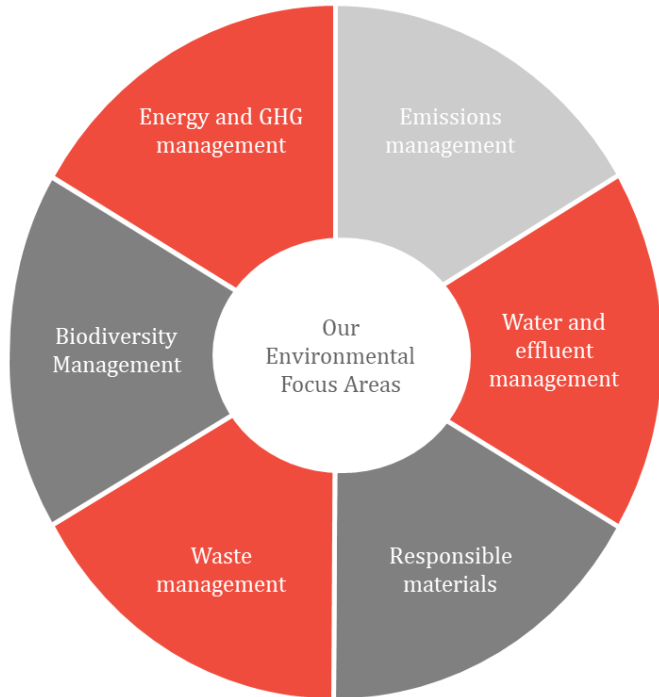 Energy and GHG
management
Emissions
management
Biodiversity
Management
Our
Environmental
Focus Areas
Water and
effluent
management
Waste
management
Responsible
materials